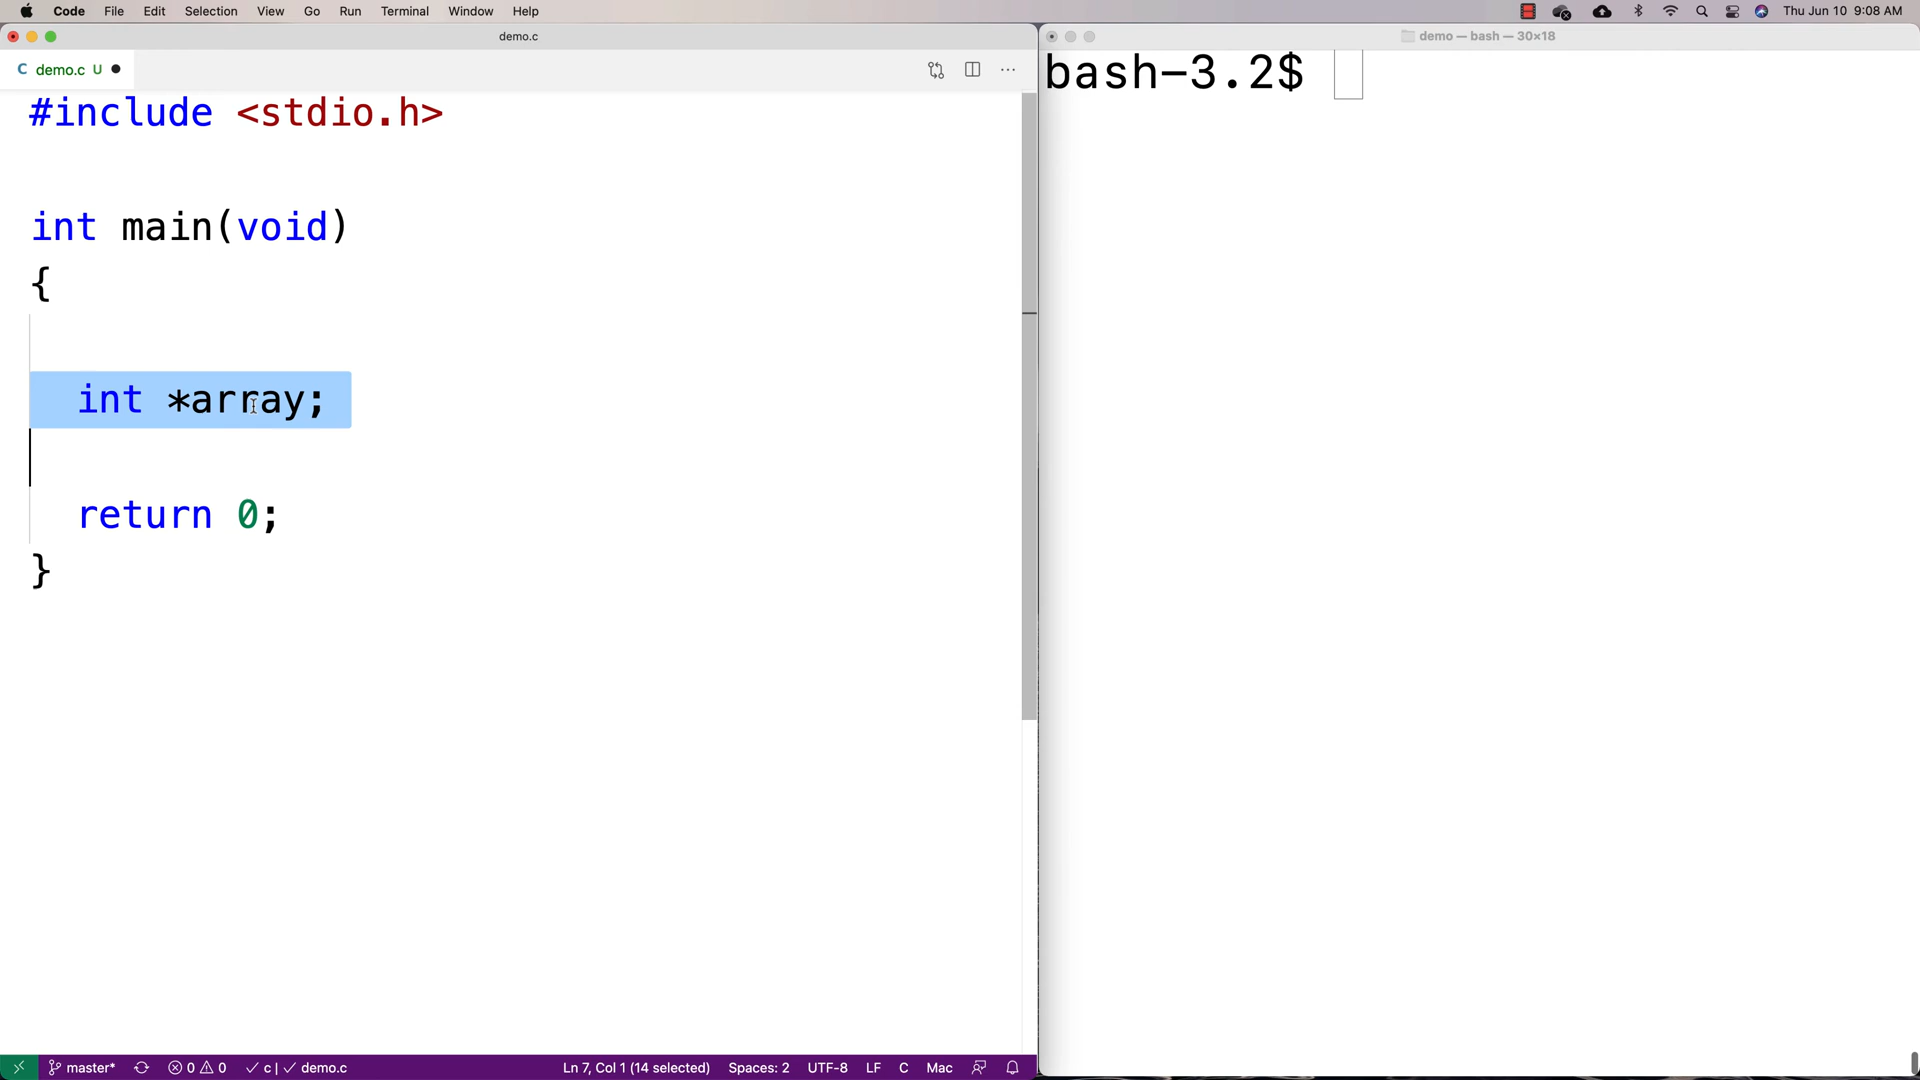 Code File Edit Selection View Go Run Terminal Window Help Thu Jun 10 9:08 AM
demo.c
demo — bash — 30×18
C demo.c U
bash-3.2$
#include <stdio.h>
int main(void)
{
int *array;
return 0;
}
master* 0 0 c | demo.c Ln 7, Col 1 (14 selected) Spaces: 2 UTF-8 LF C Mac